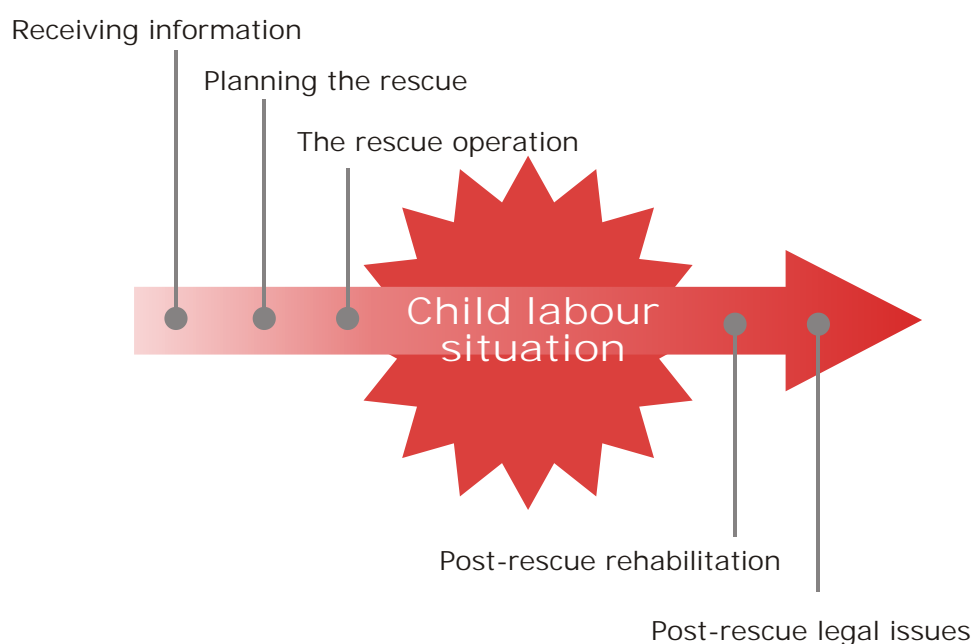 Receiving information
Planning the rescue
The rescue operation
Child labour
situation
Post-rescue rehabilitation
Post-rescue legal issues